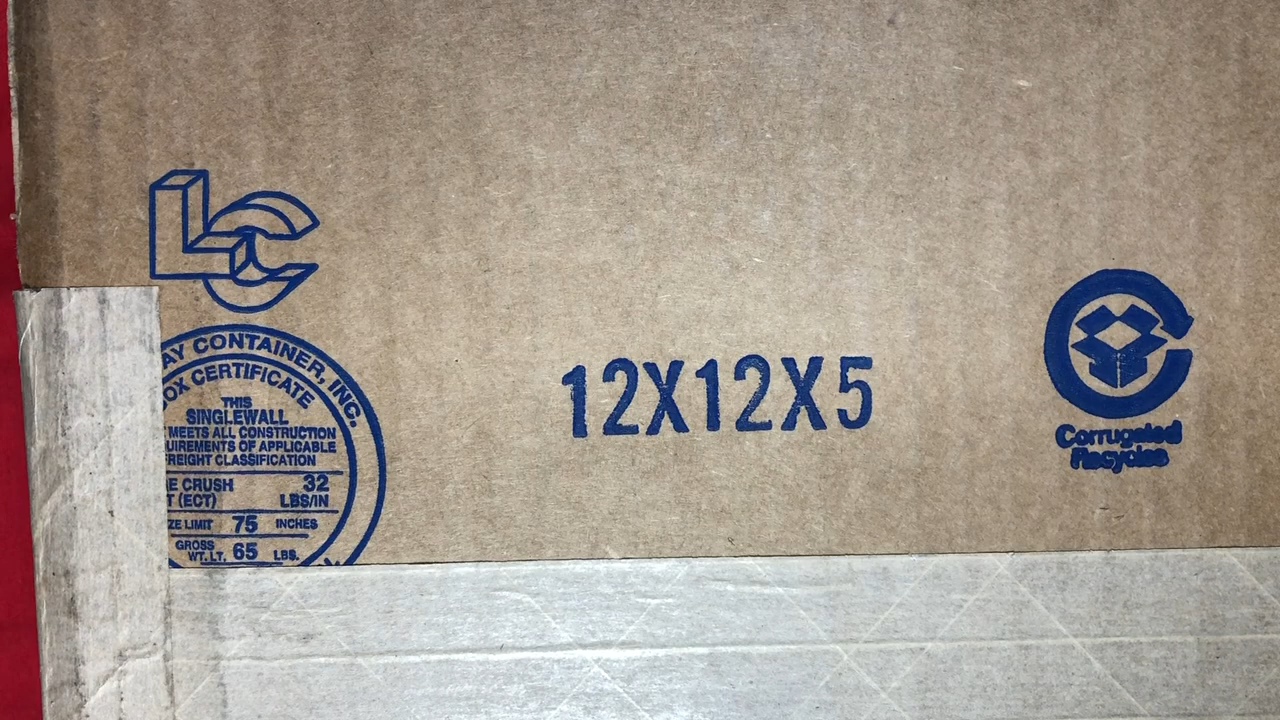 LC
AY CONTAINER, INC.
OX CERTIFICATE
THIS
SINGLEWALL
MEETS ALL CONSTRUCTION
UIREMENTS OF APPLICABLE
FREIGHT CLASSIFICATION
E CRUSH 32
T (ECT) LBS/IN
ZE LIMIT 75 INCHES
GROSS
WT. LT. 65 LBS.
12X12X5
Corrugated
Recycles